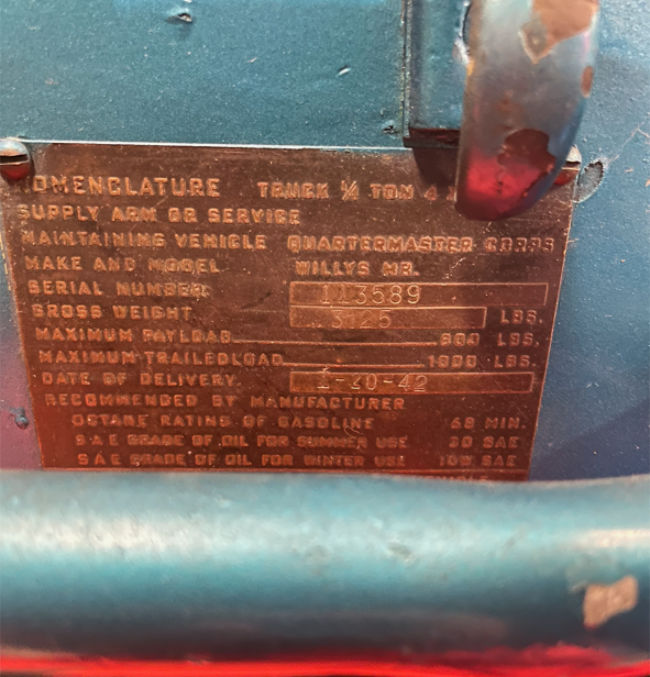 NOMENCLATURE TRUCK ¼ TON 4
SUPPLY ARM OR SERVICE
MAINTAINING VEHICLE QUARTERMASTER CORPS
MAKE AND MODEL WILLYS MB.
SERIAL NUMBER 113589
GROSS WEIGHT 3125 LBS.
MAXIMUM PAYLOAD 800 LBS.
MAXIMUM TRAILEDLOAD 1000 LBS.
DATE OF DELIVERY 1-30-42
RECOMMENDED BY MANUFACTURER
OCTANE RATING OF GASOLINE 68 MIN.
S A E GRADE OF OIL FOR SUMMER USE 30 SAE
S A E GRADE OF OIL FOR WINTER USE 10W SAE